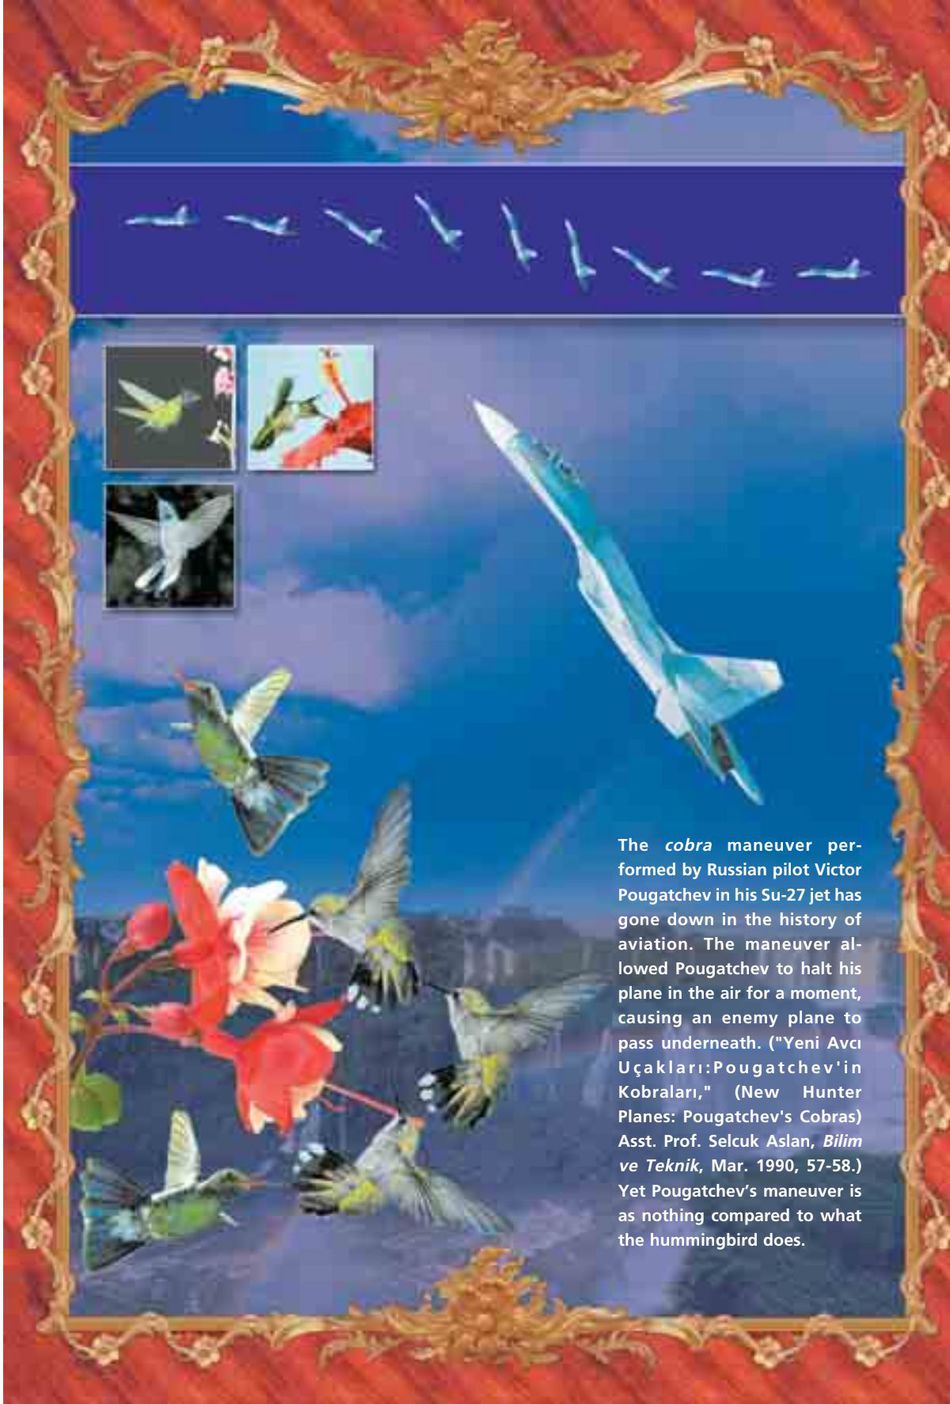 The cobra maneuver per-
formed by Russian pilot Victor
Pougatchev in his Su-27 jet has
gone down in the history of
aviation. The maneuver al-
lowed Pougatchev to halt his
plane in the air for a moment,
causing an enemy plane to
pass underneath. ("Yeni Avcı
Uçakları:Pougatchev'in
Kobraları," (New Hunter
Planes: Pougatchev's Cobras)
Asst. Prof. Selcuk Aslan, Bilim
ve Teknik, Mar. 1990, 57-58.)
Yet Pougatchev’s maneuver is
as nothing compared to what
the hummingbird does.